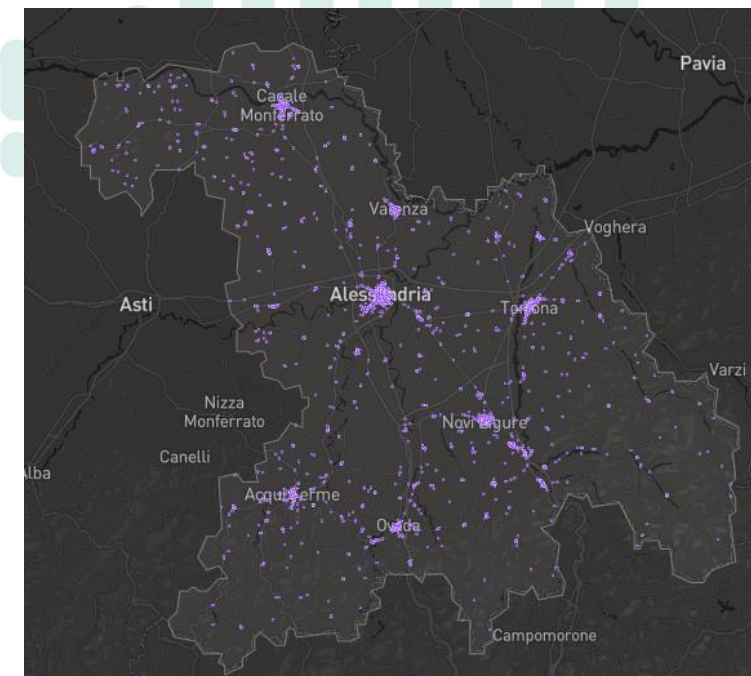 Pavia
Casale
Monferrato
Valenza
Voghera
Alessandria
Asti
Tortona
Varzi
Nizza
Monferrato
Novi Ligure
Canelli
Alba
Acqui Terme
Ovada
Campomorone